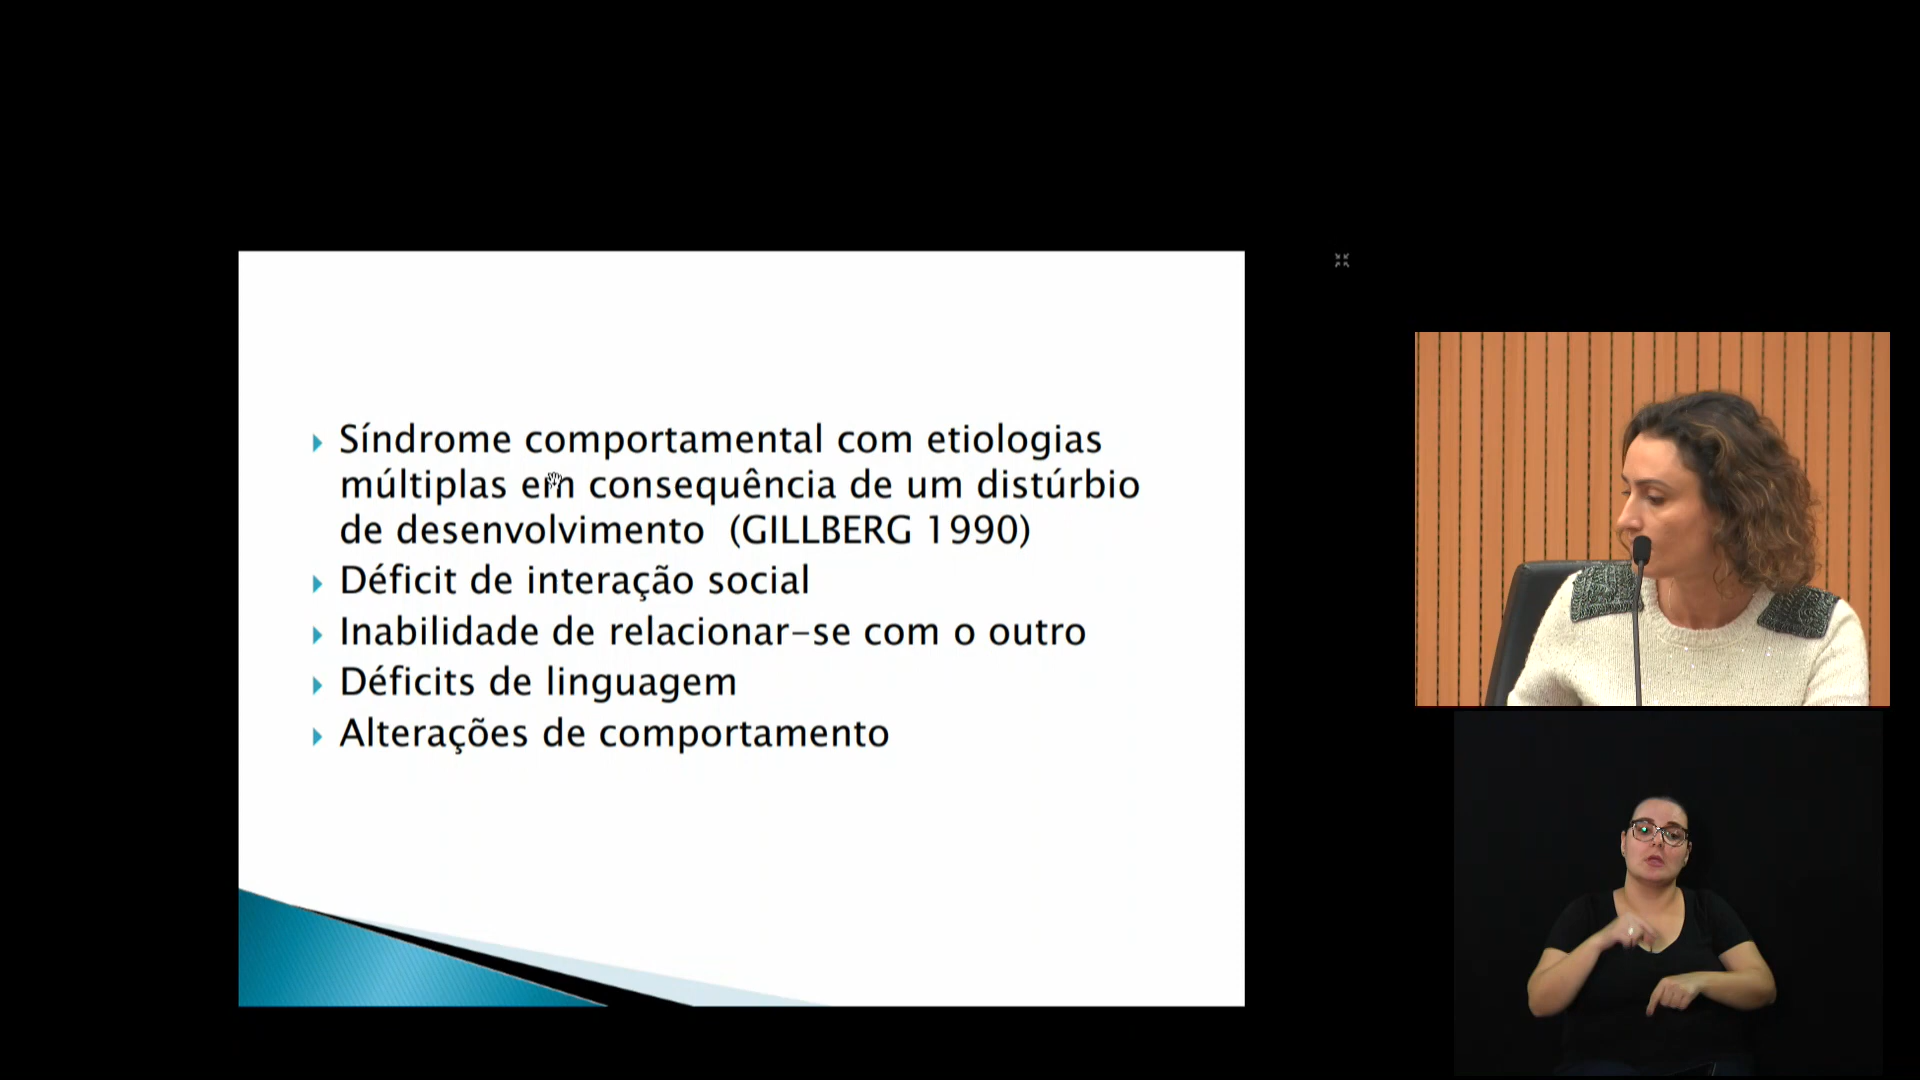 Síndrome comportamental com etiologias
múltiplas em consequência de um distúrbio
de desenvolvimento (GILLBERG 1990)
Déficit de interação social
Inabilidade de relacionar-se com o outro
Déficits de linguagem
Alterações de comportamento